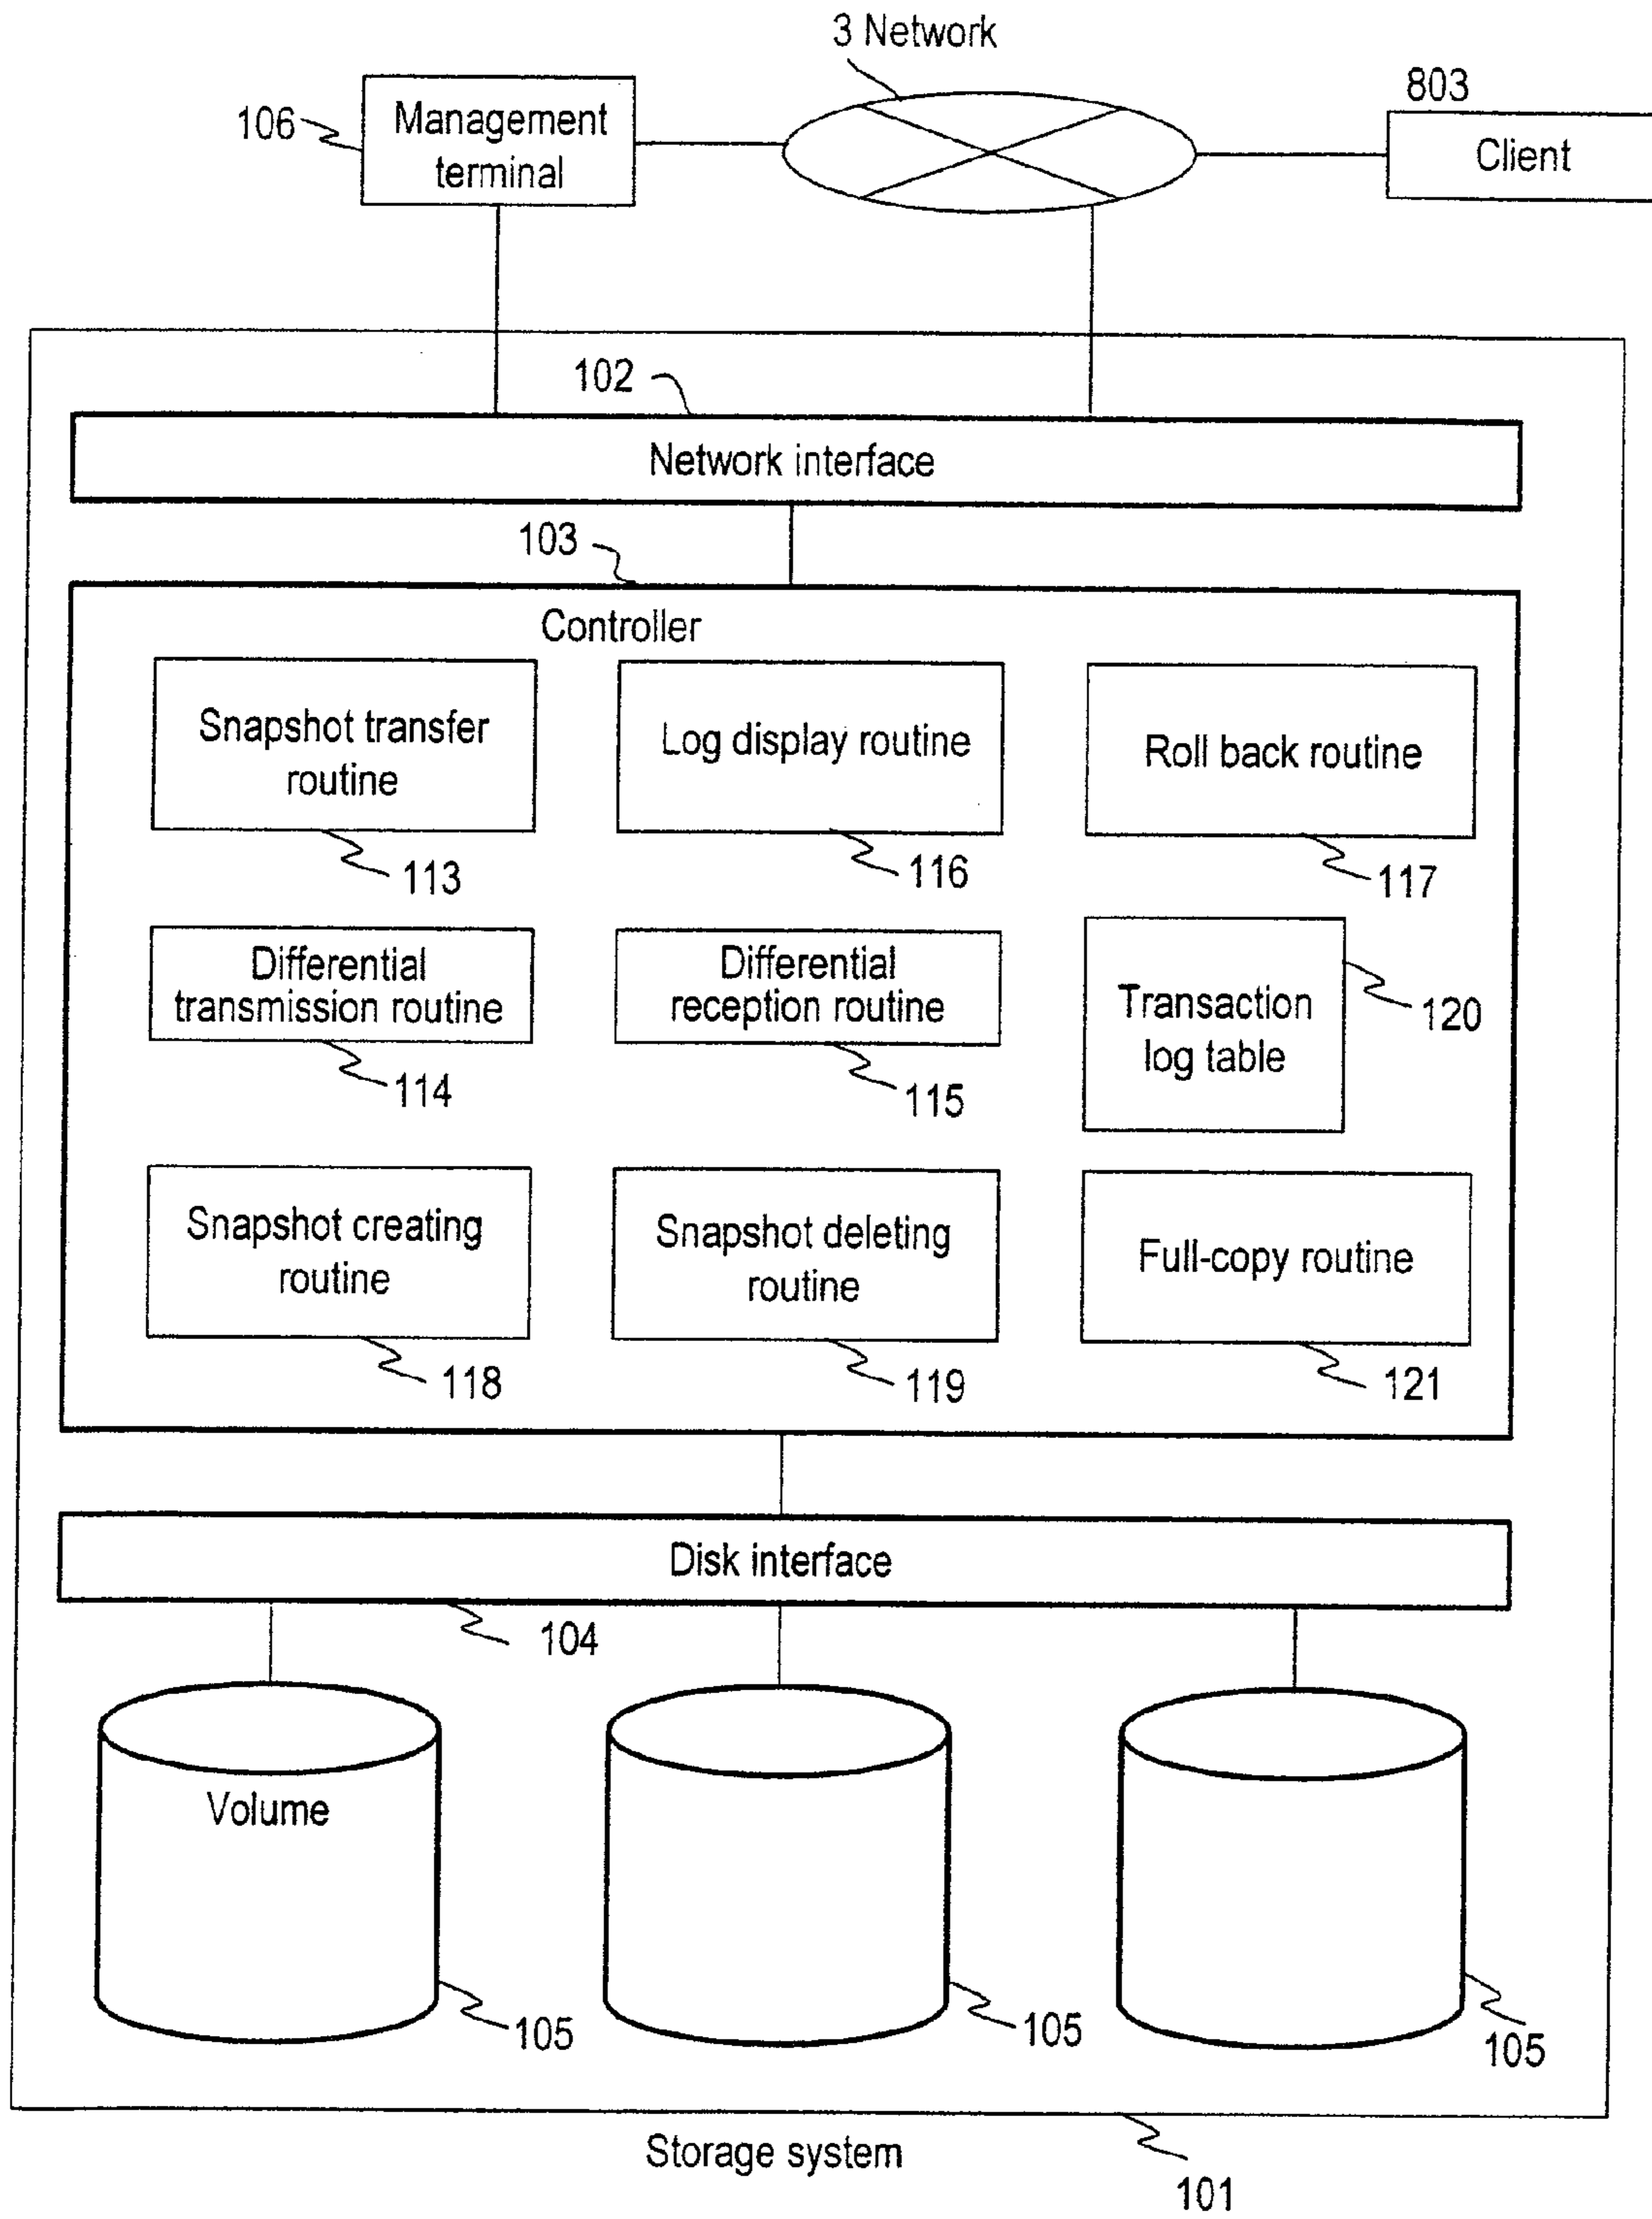 3 Network
803
106
Management
terminal
Client
102
Network interface
103
Controller
Snapshot transfer
routine
Log display routine
Roll back routine
113
116
117
Differential
transmission routine
Differential
reception routine
Transaction
log table
120
114
115
Snapshot creating
routine
Snapshot deleting
routine
Full-copy routine
118
119
121
Disk interface
104
Volume
105
105
105
Storage system
101